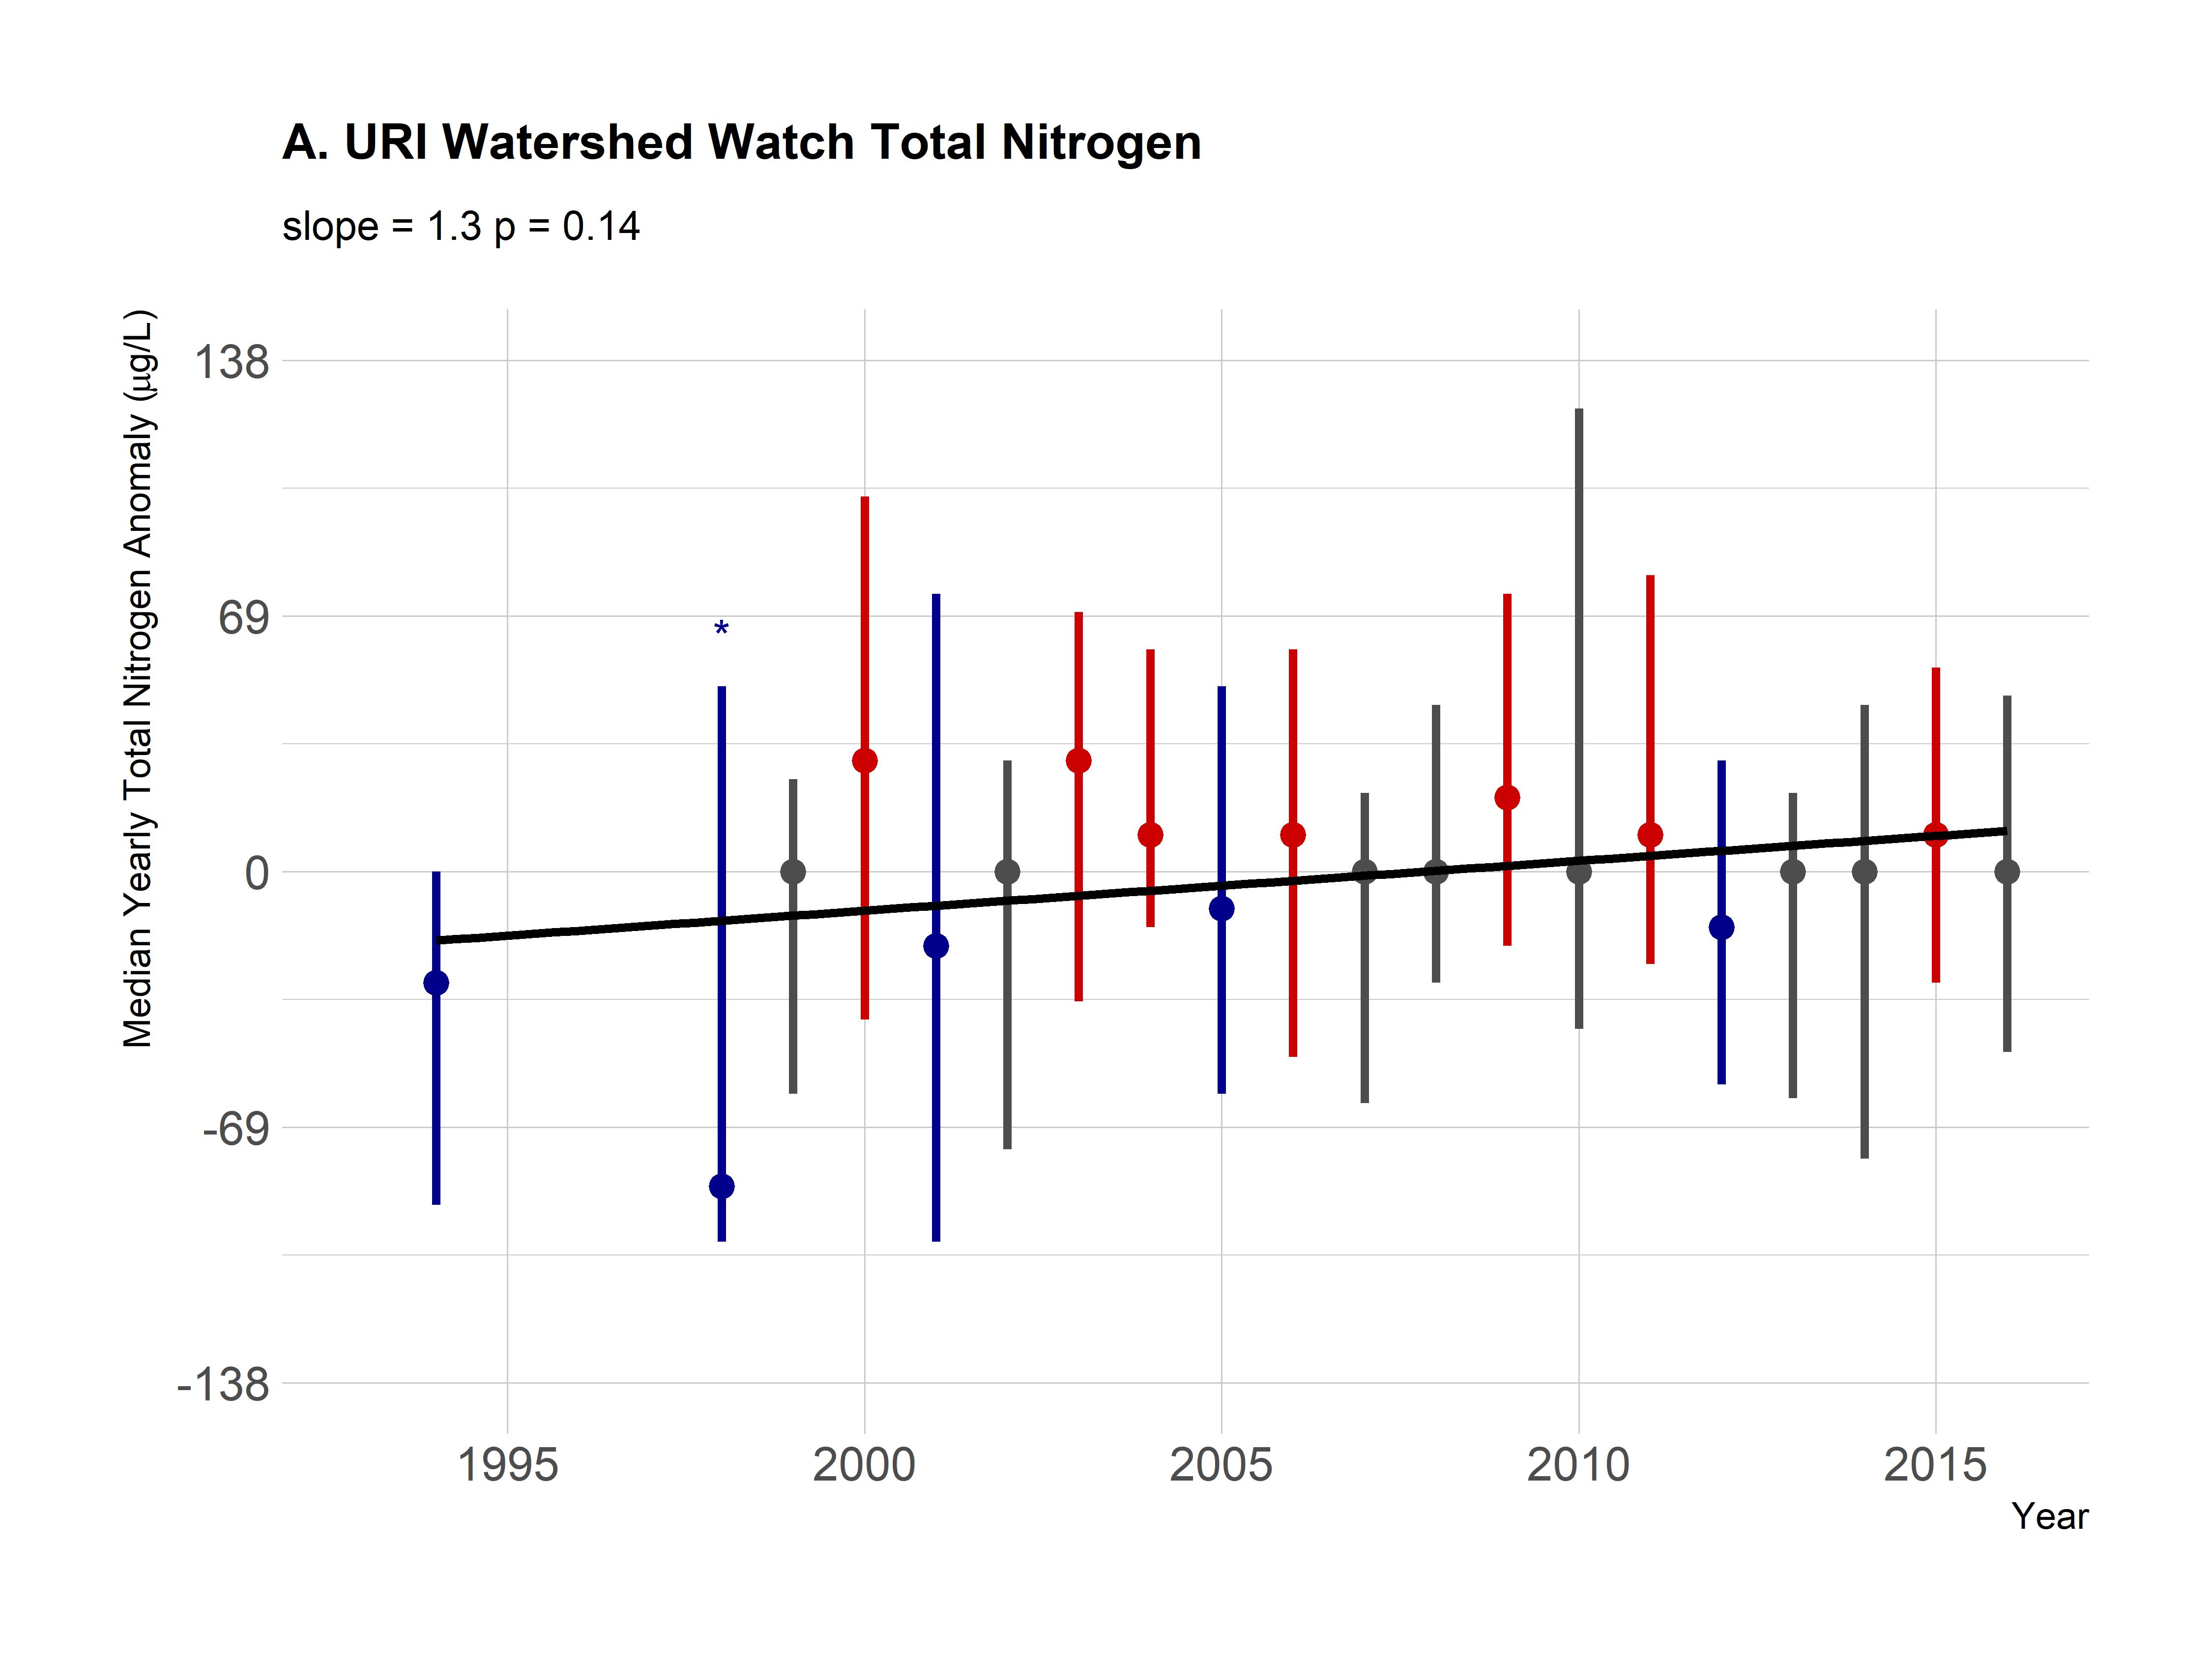 A. URI Watershed Watch Total Nitrogen
slope = 1.3 p = 0.14
Median Yearly Total Nitrogen Anomaly (µg/L)
138
69
*
0
-69
-138
1995 2000 2005 2010 2015
Year